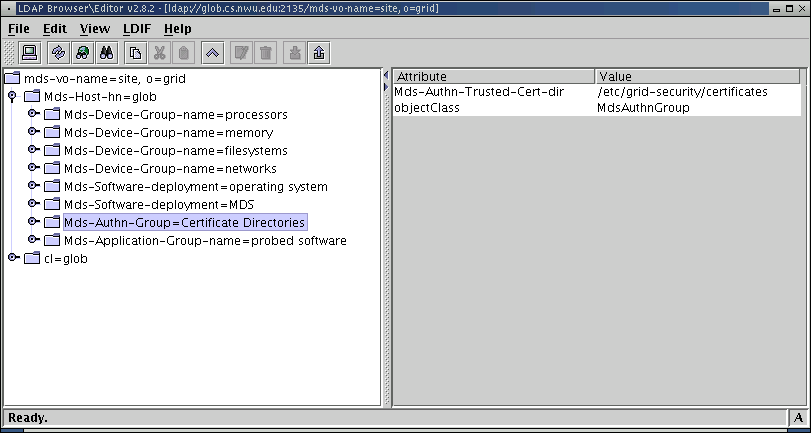 LDAP Browser\Editor v2.8.2 - [ldap://glob.cs.nwu.edu:2135/mds-vo-name=site, o=grid]
File Edit View LDIF Help
mds-vo-name=site, o=grid
Mds-Host-hn=glob
Mds-Device-Group-name=processors
Mds-Device-Group-name=memory
Mds-Device-Group-name=filesystems
Mds-Device-Group-name=networks
Mds-Software-deployment=operating system
Mds-Software-deployment=MDS
Mds-Authn-Group=Certificate Directories
Mds-Application-Group-name=probed software
cl=glob
Attribute Value
Mds-Authn-Trusted-Cert-dir /etc/grid-security/certificates
objectClass MdsAuthnGroup
Ready. A